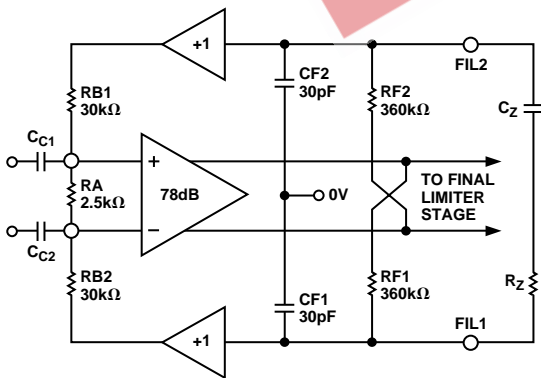 +1
FIL2
CF2
30pF
RF2
360kΩ
CZ
RB1
30kΩ
CC1
+
RA
2.5kΩ
78dB
0V
TO FINAL
LIMITER
STAGE
−
CC2
RB2
30kΩ
CF1
30pF
RF1
360kΩ
RZ
+1
FIL1